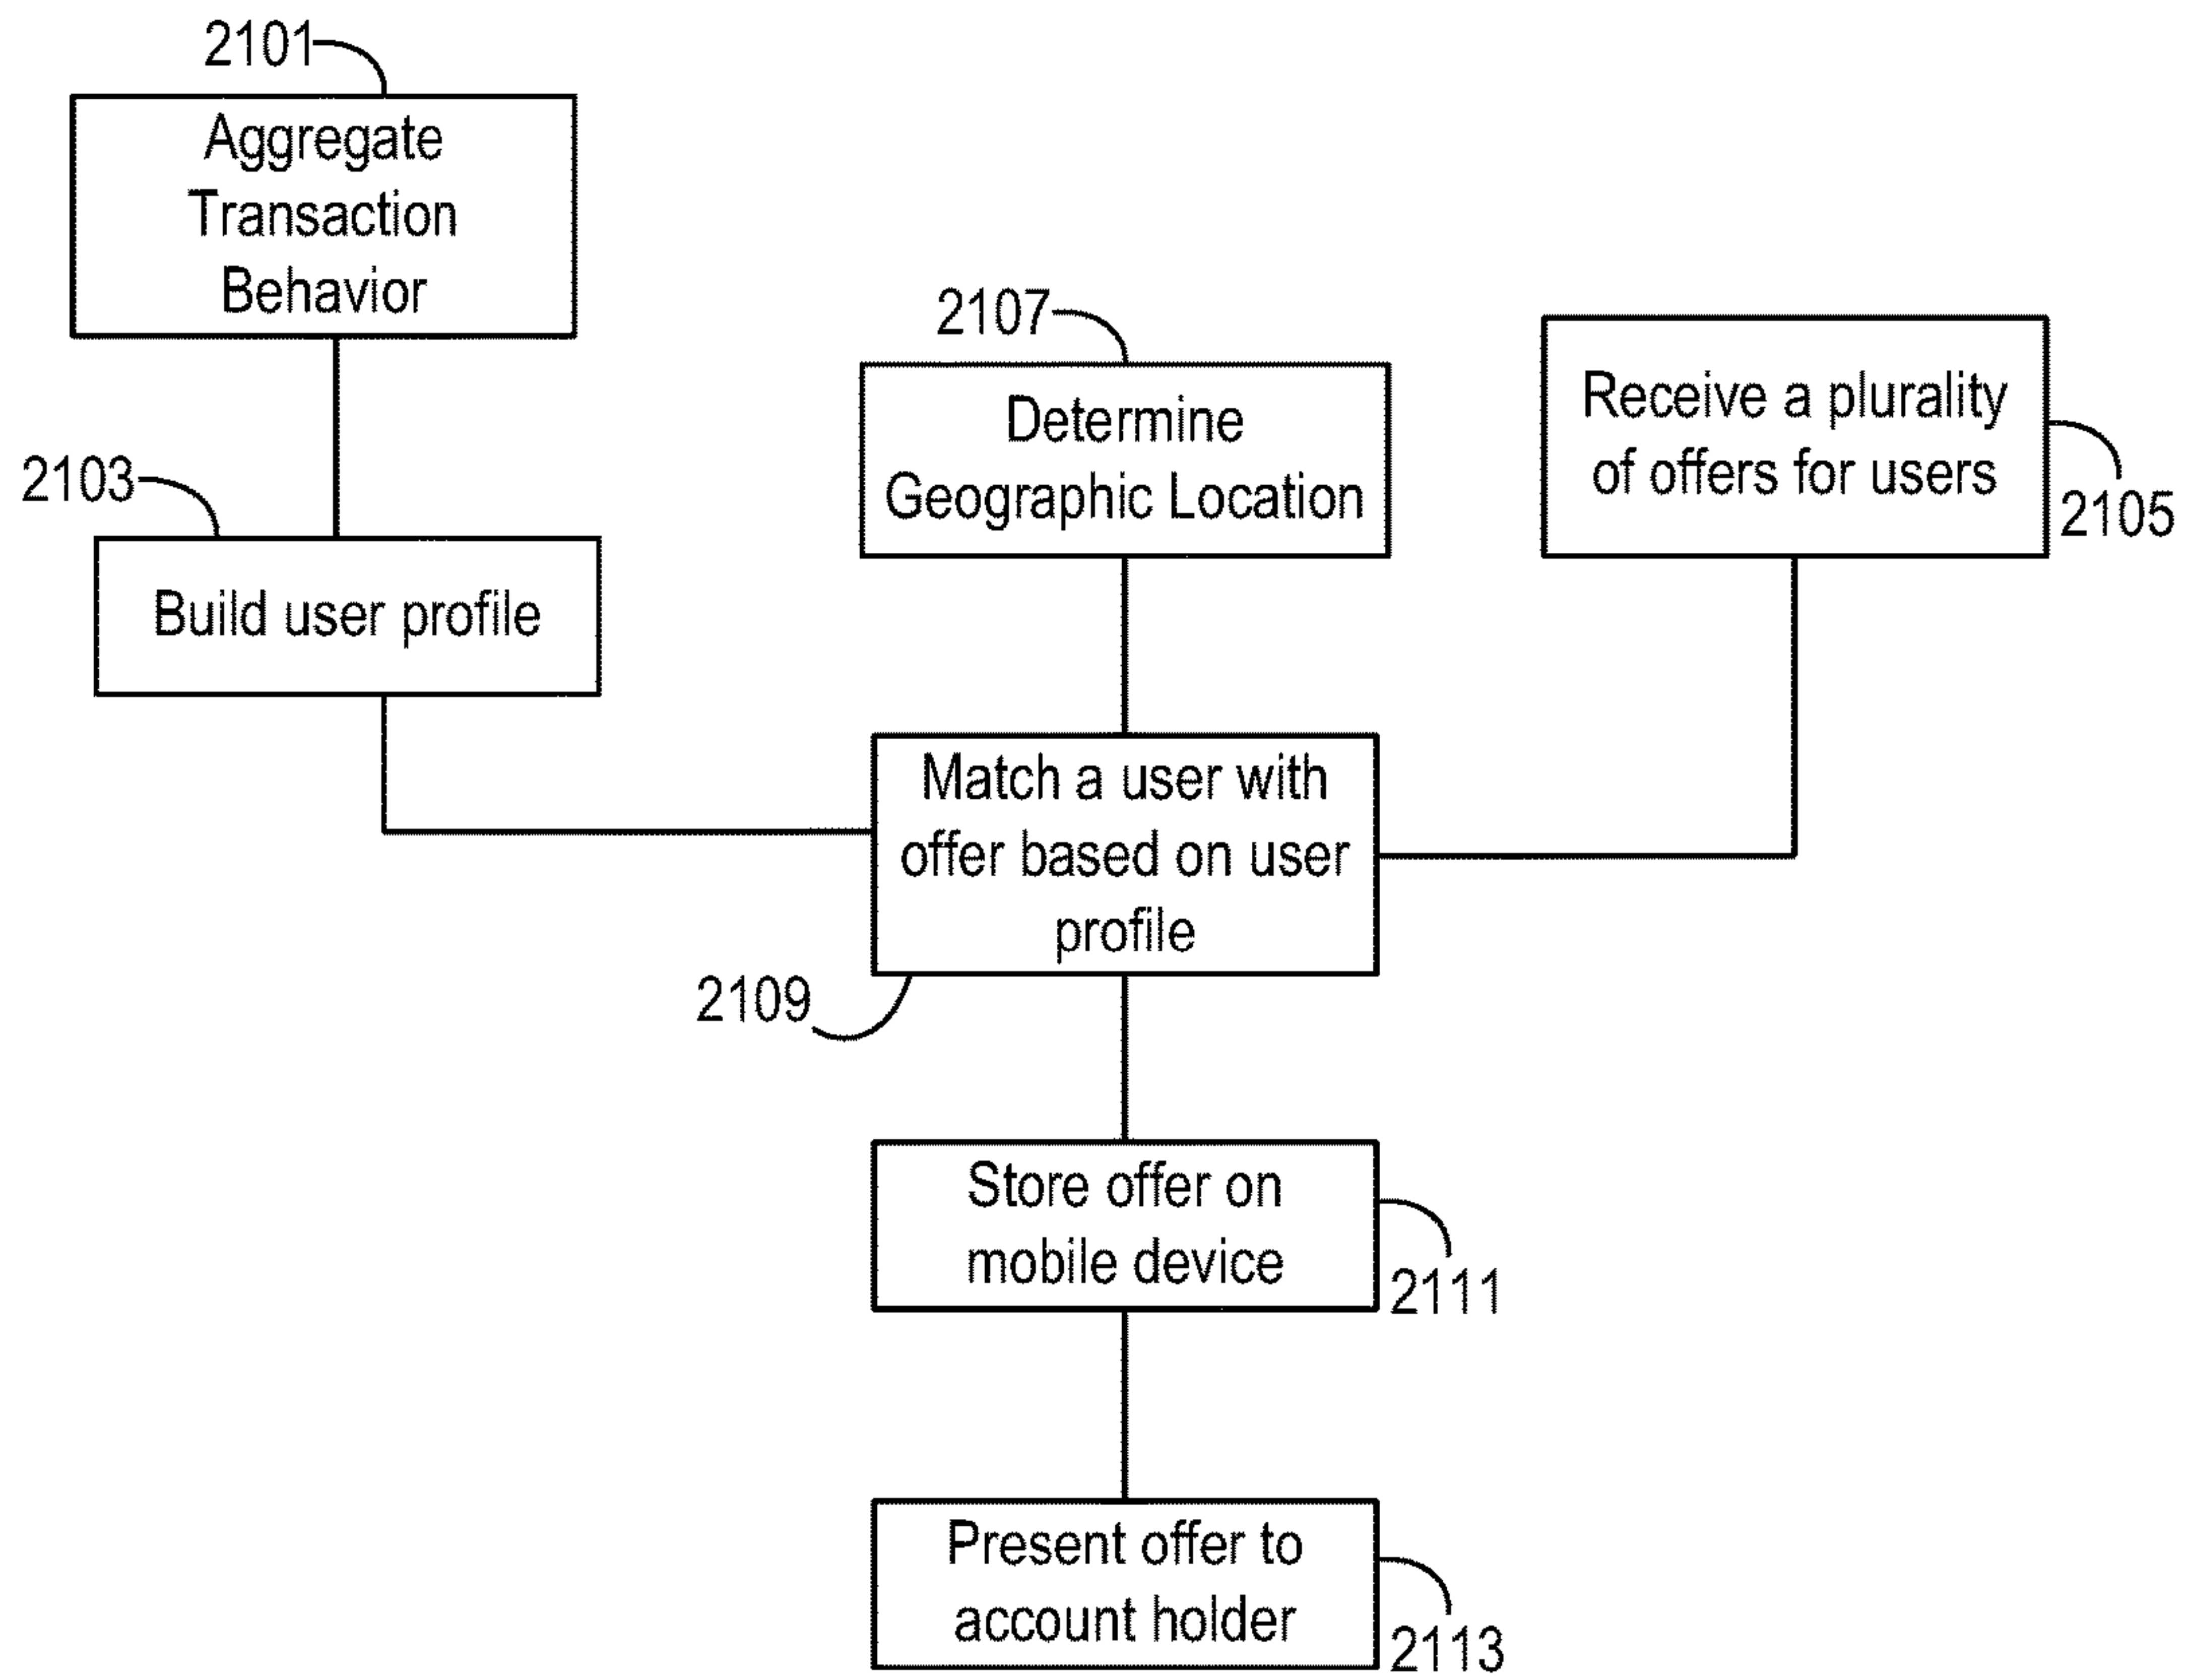 2101
Aggregate
Transaction
Behavior
2103
Build user profile
2107
Determine
Geographic Location
Receive a plurality
of offers for users
2105
Match a user with
offer based on user
profile
2109
Store offer on
mobile device
2111
Present offer to
account holder
2113